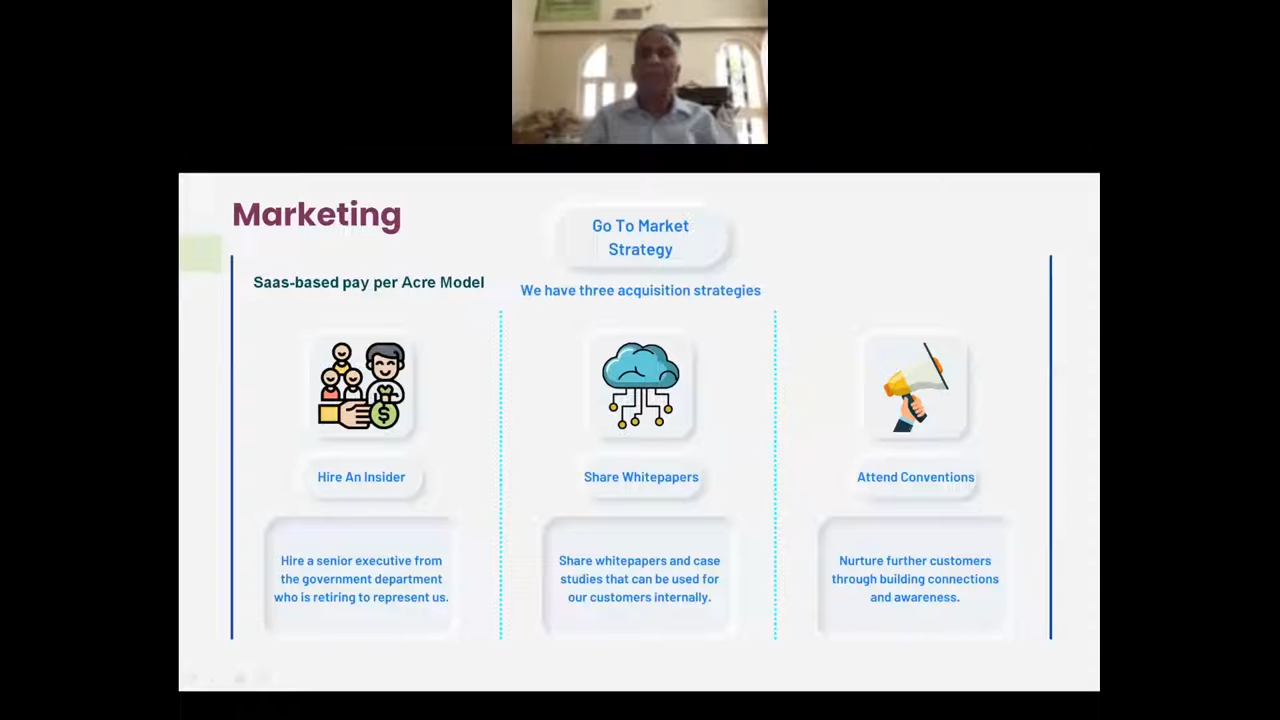 Marketing
Go To Market
Strategy
Saas-based pay per Acre Model
We have three acquisition strategies
Hire An Insider
Share Whitepapers
Attend Conventions
Hire a senior executive from
the government department
who is retiring to represent us.
Share whitepapers and case
studies that can be used for
our customers internally.
Nurture further customers
through building connections
and awareness.